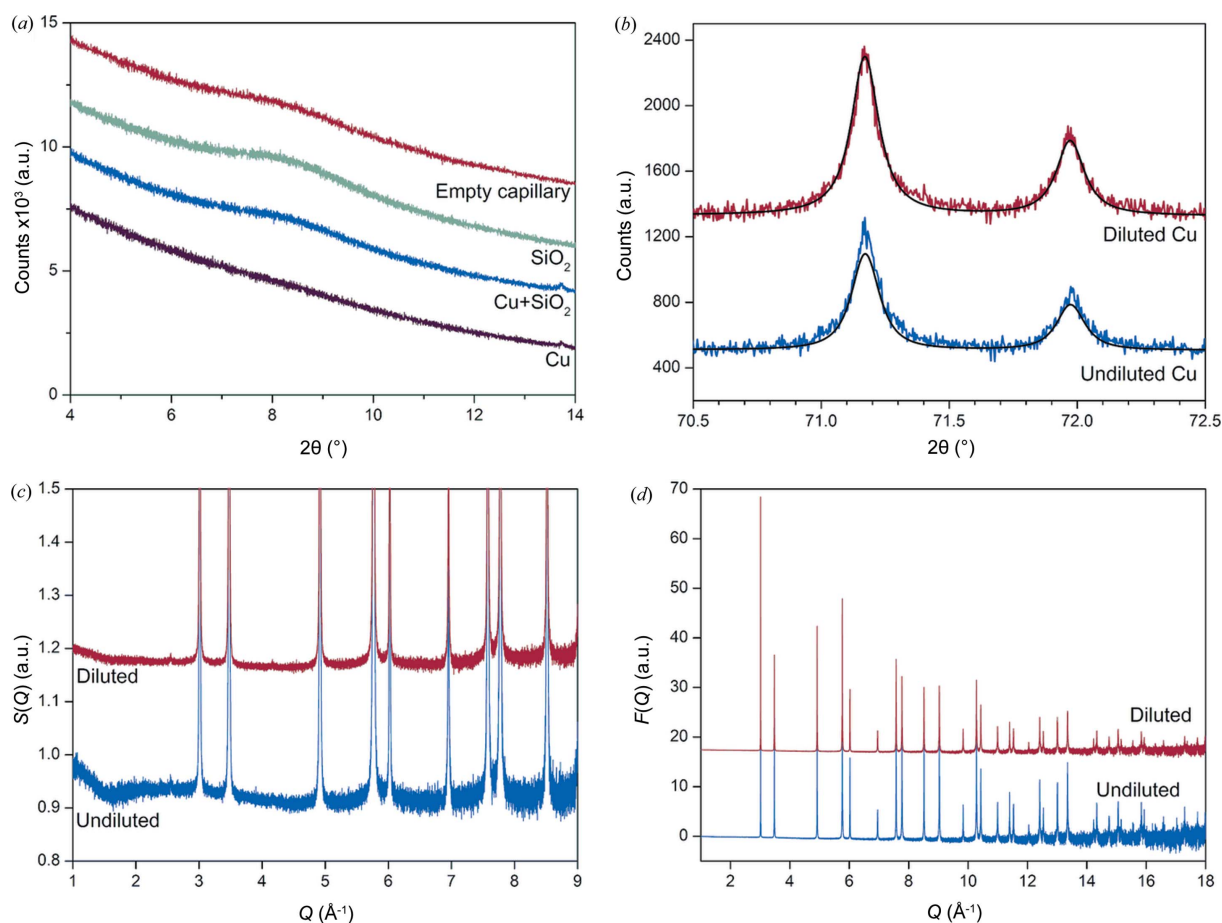 (a)
15
10
5
0
Counts x10³ (a.u.)
Empty capillary
SiO₂
Cu+SiO₂
Cu
4 6 8 10 12 14
2θ (°)
(b)
2400
2000
1600
1200
800
400
Counts (a.u.)
Diluted Cu
Undiluted Cu
70.5 71.0 71.5 72.0 72.5
2θ (°)
(c)
1.5
1.4
1.3
1.2
1.1
1.0
0.9
0.8
S(Q) (a.u.)
Diluted
Undiluted
1 2 3 4 5 6 7 8 9
Q (Å⁻¹)
(d)
70
60
50
40
30
20
10
0
F(Q) (a.u.)
Diluted
Undiluted
2 4 6 8 10 12 14 16 18
Q (Å⁻¹)